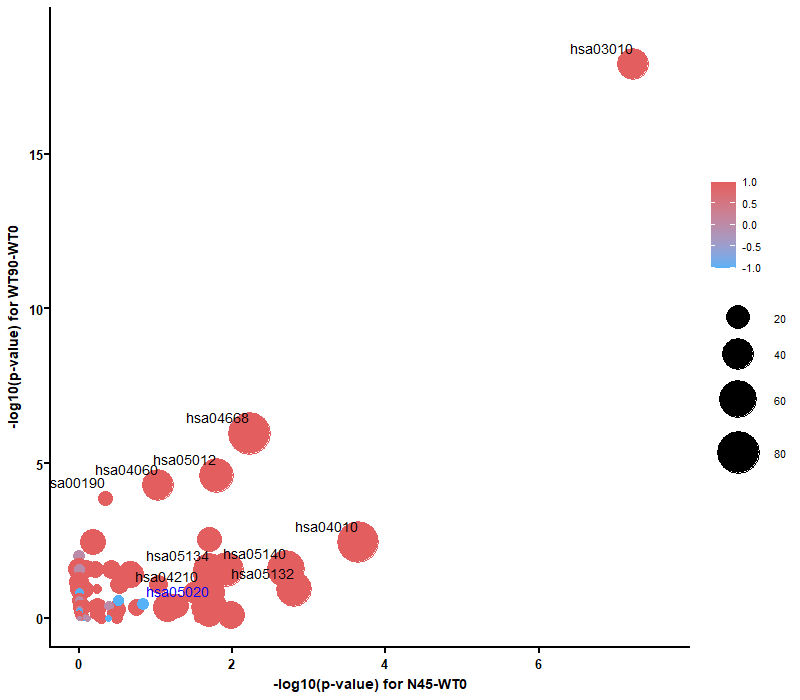 hsa03010
15
10
5
0
-log10(p-value) for WT90-WT0
hsa04668
hsa05012
hsa04060
sa00190
hsa04010
hsa05134
hsa05140
hsa04210
hsa05132
hsa05020
0
2
4
6
-log10(p-value) for N45-WT0
1.0
0.5
0.0
-0.5
-1.0
20
40
60
80